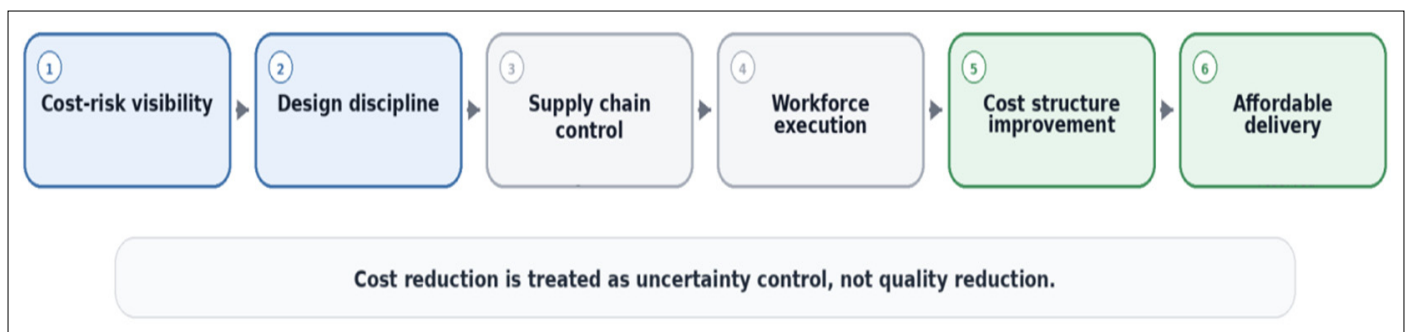 1
Cost-risk visibility
2
Design discipline
3
Supply chain
control
4
Workforce
execution
5
Cost structure
improvement
6
Affordable
delivery
Cost reduction is treated as uncertainty control, not quality reduction.